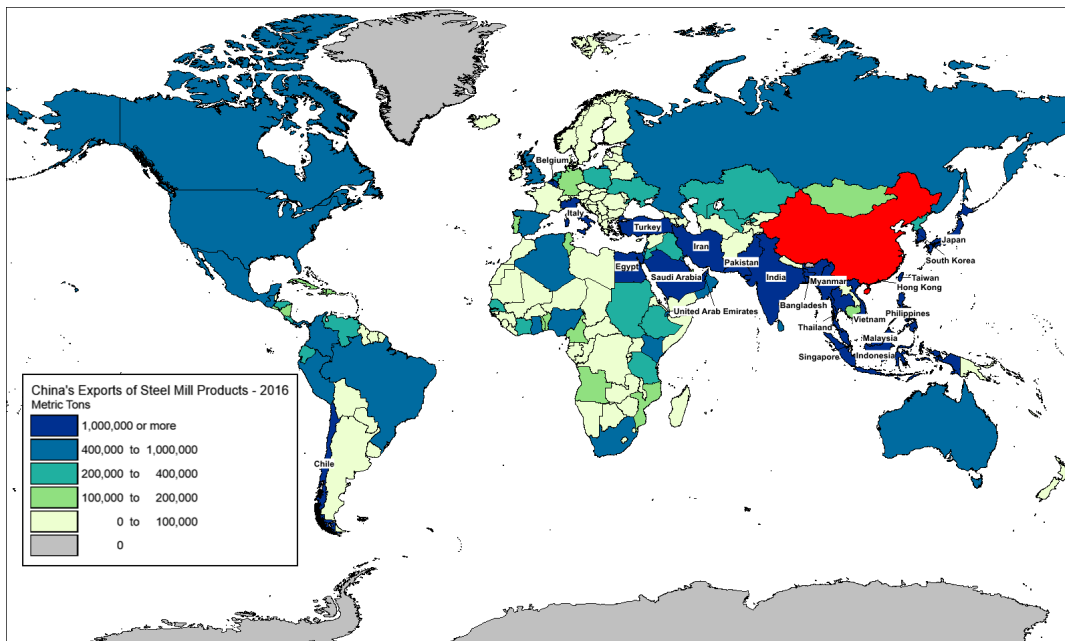 Belgium
Italy
Turkey
Iran
Egypt
Pakistan
Saudi Arabia
India
United Arab Emirates
Bangladesh
Myanmar
Japan
South Korea
Taiwan
Hong Kong
Vietnam
Philippines
Thailand
Malaysia
Singapore
Indonesia
Chile
China's Exports of Steel Mill Products - 2016
Metric Tons
1,000,000 or more
400,000 to 1,000,000
200,000 to 400,000
100,000 to 200,000
0 to 100,000
0